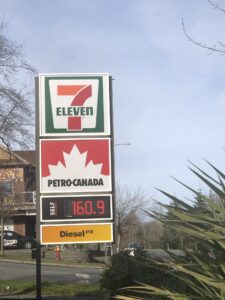 7
ELEVEN
PETRO-CANADA
SELF
160.9
Diesel